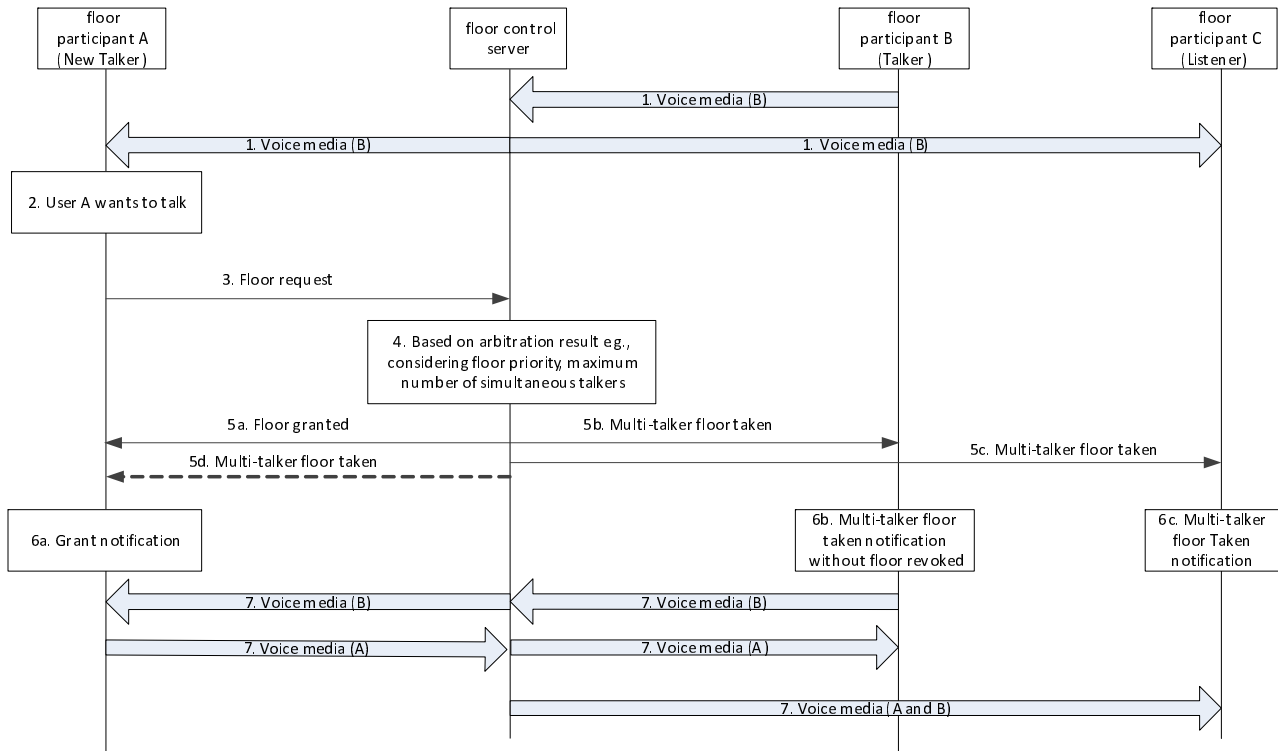 floor
participant A
(New Talker)
floor control
server
floor
participant B
(Talker)
floor
participant C
(Listener)
1. Voice media (B)
1. Voice media (B)
1. Voice media (B)
2. User A wants to talk
3. Floor request
4. Based on arbitration result e.g.,
considering floor priority, maximum
number of simultaneous talkers
5a. Floor granted
5b. Multi-talker floor taken
5d. Multi-talker floor taken
5c. Multi-talker floor taken
6a. Grant notification
6b. Multi-talker floor
taken notification
without floor revoked
6c. Multi-talker
floor Taken
notification
7. Voice media (B)
7. Voice media (B)
7. Voice media (A)
7. Voice media (A)
7. Voice media (A and B)